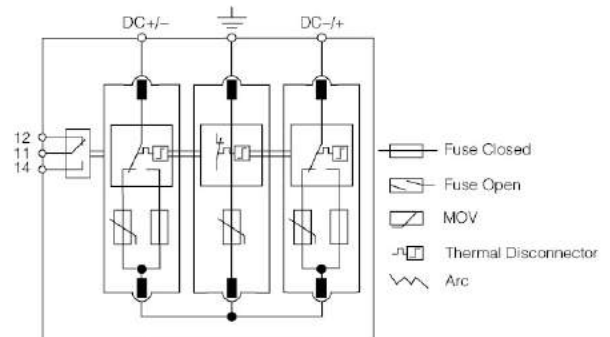 DC+/−
DC−/+
12
11
14
Fuse Closed
Fuse Open
MOV
Thermal Disconnector
Arc